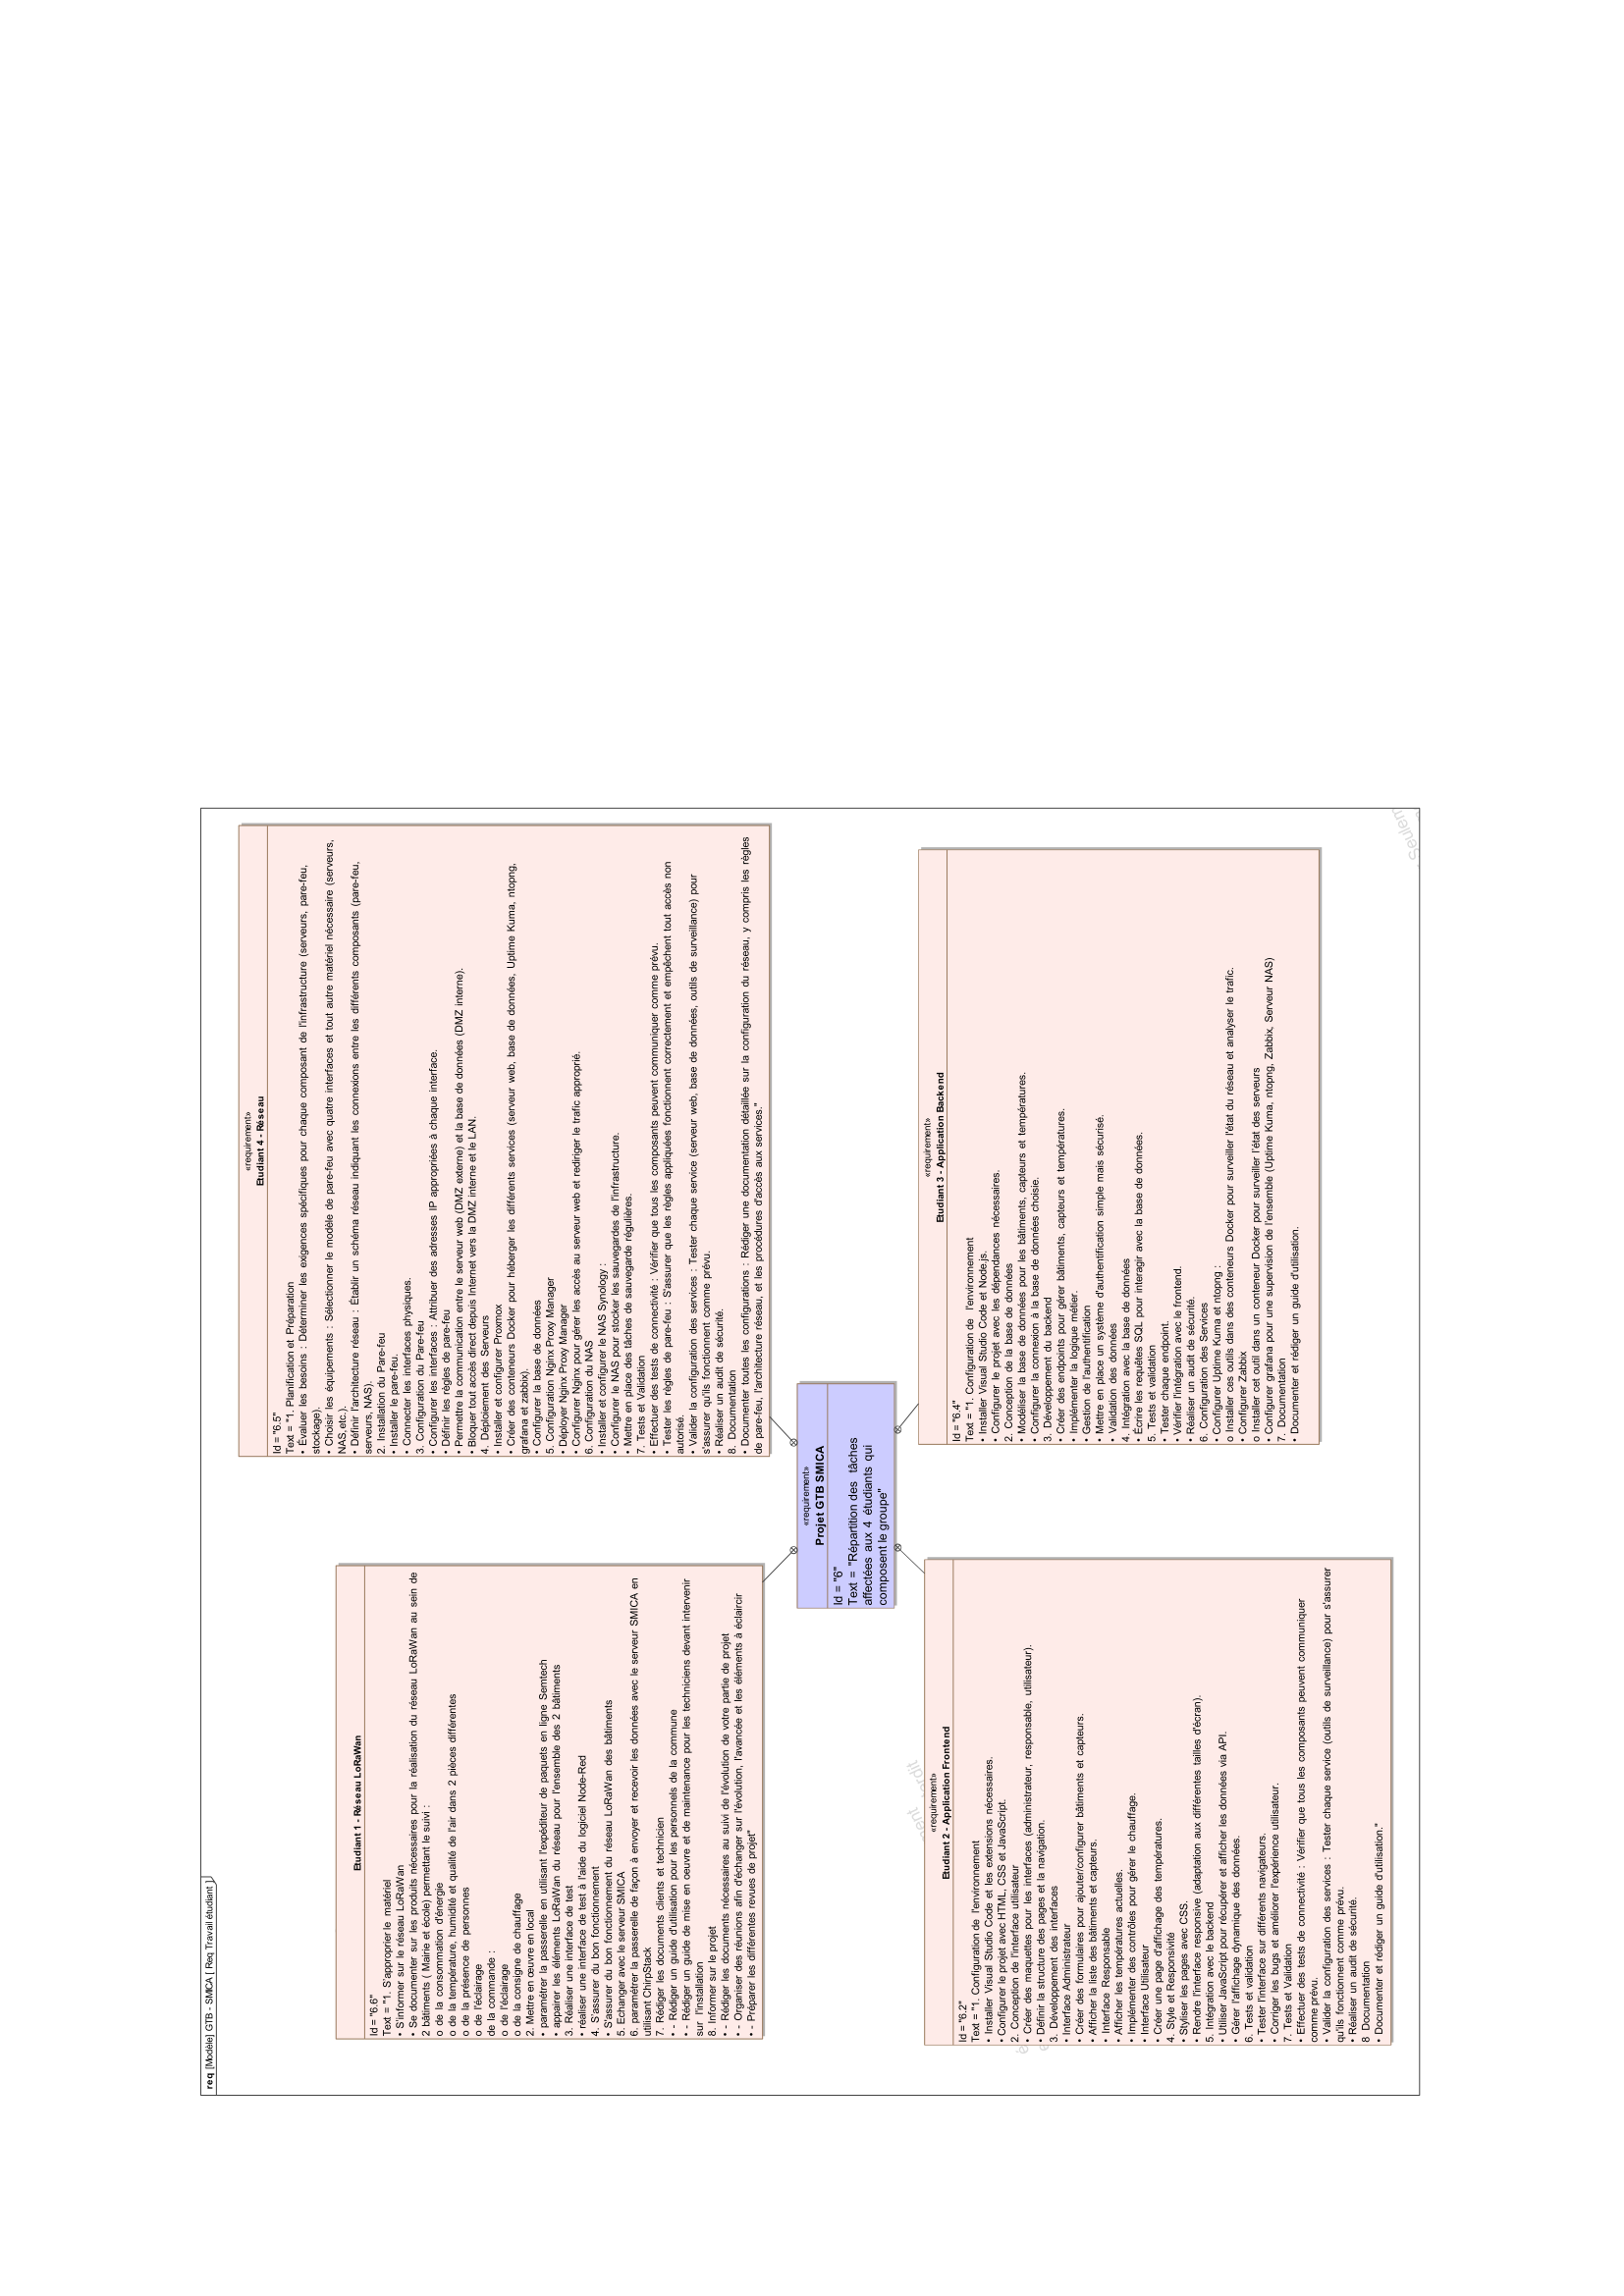 req [Modèle] GTB - SMICA [ Req Travail étudiant ]
«requirement»
Etudiant 1 - Réseau LoRaWan
Id = "6.6"
Text = "1. S'approprier le matériel
• S'informer sur le réseau LoRaWan
• Se documenter sur les produits nécessaires pour la réalisation du réseau LoRaWan au sein de
2 bâtiments ( Mairie et école) permettant le suivi :
o de la consommation d'énergie
o de la température, humidité et qualité de l'air dans 2 pièces différentes
o de la présence de personnes
o de l'éclairage
de la commande :
o de l'éclairage
o de la consigne de chauffage
2. Mettre en œuvre en local
• paramétrer la passerelle en utilisant l'expéditeur de paquets en ligne Semtech
• appairer les éléments LoRaWan du réseau pour l'ensemble des 2 bâtiments
3. Réaliser une interface de test
• réaliser une interface de test à l'aide du logiciel Node-Red
4. S'assurer du bon fonctionnement
• S'assurer du bon fonctionnement du réseau LoRaWan des bâtiments
5. Echanger avec le serveur SMICA
6. paramétrer la passerelle de façon à envoyer et recevoir les données avec le serveur SMICA en
utilisant ChirpStack
7. Rédiger les documents clients et technicien
• - Rédiger un guide d'utilisation pour les personnels de la commune
• - Rédiger un guide de mise en oeuvre et de maintenance pour les techniciens devant intervenir
sur l'installation
8. Informer sur le projet
• - Rédiger les documents nécessaires au suivi de l'évolution de votre partie de projet
• - Organiser des réunions afin d'échanger sur l'évolution, l'avancée et les éléments à éclaircir
• - Préparer les différentes revues de projet"
«requirement»
Etudiant 4 - Réseau
Id = "6.5"
Text = "1. Planification et Préparation
• Évaluer les besoins : Déterminer les exigences spécifiques pour chaque composant de l'infrastructure (serveurs, pare-feu,
stockage).
• Choisir les équipements : Sélectionner le modèle de pare-feu avec quatre interfaces et tout autre matériel nécessaire (serveurs,
NAS,etc.).
• Définir l'architecture réseau : Établir un schéma réseau indiquant les connexions entre les différents composants (pare-feu,
serveurs, NAS).
2. Installation du Pare-feu
• Installer le pare-feu.
• Connecter les interfaces physiques.
3. Configuration du Pare-feu
• Configurer les interfaces : Attribuer des adresses IP appropriées à chaque interface.
• Définir les règles de pare-feu
• Permettre la communication entre le serveur web (DMZ externe) et la base de données (DMZ interne).
• Bloquer tout accès direct depuis Internet vers la DMZ interne et le LAN.
4. Déploiement des Serveurs
• Installer et configurer Proxmox
• Créer des conteneurs Docker pour héberger les différents services (serveur web, base de données, Uptime Kuma, ntopng,
grafana et zabbix).
• Configurer la base de données
5. Configuration Nginx Proxy Manager
• Déployer Nginx Proxy Manager
• Configurer Nginx pour gérer les accès au serveur web et rediriger le trafic approprié.
6. Configuration du NAS
• Installer et configurer le NAS Synology :
• Configurer le NAS pour stocker les sauvegardes de l'infrastructure.
• Mettre en place des tâches de sauvegarde régulières.
7. Tests et Validation
• Effectuer des tests de connectivité : Vérifier que tous les composants peuvent communiquer comme prévu.
• Tester les règles de pare-feu : S'assurer que les règles appliquées fonctionnent correctement et empêchent tout accès non
autorisé.
• Valider la configuration des services : Tester chaque service (serveur web, base de données, outils de surveillance) pour
s'assurer qu'ils fonctionnent comme prévu.
• Réaliser un audit de sécurité.
8. Documentation
• Documenter toutes les configurations : Rédiger une documentation détaillée sur la configuration du réseau, y compris les règles
de pare-feu, l'architecture réseau, et les procédures d'accès aux services."
«requirement»
Projet GTB SMICA
Id = "6"
Text = "Répartition des tâches
affectées aux 4 étudiants qui
composent le groupe"
«requirement»
Etudiant 2 - Application Frontend
Id = "6.2"
Text = "1. Configuration de l'environnement
• Installer Visual Studio Code et les extensions nécessaires.
• Configurer le projet avec HTML, CSS et JavaScript.
2. Conception de l'interface utilisateur
• Créer des maquettes pour les interfaces (administrateur, responsable, utilisateur).
• Définir la structure des pages et la navigation.
3. Développement des interfaces
• Interface Administrateur
• Créer des formulaires pour ajouter/configurer bâtiments et capteurs.
• Afficher la liste des bâtiments et capteurs.
• Interface Responsable
• Afficher les températures actuelles.
• Implémenter des contrôles pour gérer le chauffage.
• Interface Utilisateur
• Créer une page d'affichage des températures.
4. Style et Responsivité
• Styliser les pages avec CSS.
• Rendre l'interface responsive (adaptation aux différentes tailles d'écran).
5. Intégration avec le backend
• Utiliser JavaScript pour récupérer et afficher les données via API.
• Gérer l'affichage dynamique des données.
6. Tests et validation
• Tester l'interface sur différents navigateurs.
• Corriger les bugs et améliorer l'expérience utilisateur.
7. Tests et Validation
• Effectuer des tests de connectivité : Vérifier que tous les composants peuvent communiquer
comme prévu.
• Valider la configuration des services : Tester chaque service (outils de surveillance) pour s'assurer
qu'ils fonctionnent comme prévu.
• Réaliser un audit de sécurité.
8 Documentation
• Documenter et rédiger un guide d'utilisation."
«requirement»
Etudiant 3 - Application Backend
Id = "6.4"
Text = "1. Configuration de l'environnement
• Installer Visual Studio Code et Node.js.
• Configurer le projet avec les dépendances nécessaires.
2. Conception de la base de données
• Modéliser la base de données pour les bâtiments, capteurs et températures.
• Configurer la connexion à la base de données choisie.
3. Développement du backend
• Créer des endpoints pour gérer bâtiments, capteurs et températures.
• Implémenter la logique métier.
• Gestion de l'authentification
• Mettre en place un système d'authentification simple mais sécurisé.
• Validation des données
4. Intégration avec la base de données
• Écrire les requêtes SQL pour interagir avec la base de données.
5. Tests et validation
• Tester chaque endpoint.
• Vérifier l'intégration avec le frontend.
• Réaliser un audit de sécurité.
6. Configuration des Services
• Configurer Uptime Kuma et ntopng :
o Installer ces outils dans des conteneurs Docker pour surveiller l'état du réseau et analyser le trafic.
• Configurer Zabbix
o Installer cet outil dans un conteneur Docker pour surveiller l'état des serveurs
• Configurer grafana pour une supervision de l'ensemble (Uptime Kuma, ntopng, Zabbix, Serveur NAS)
7. Documentation
• Documenter et rédiger un guide d'utilisation.